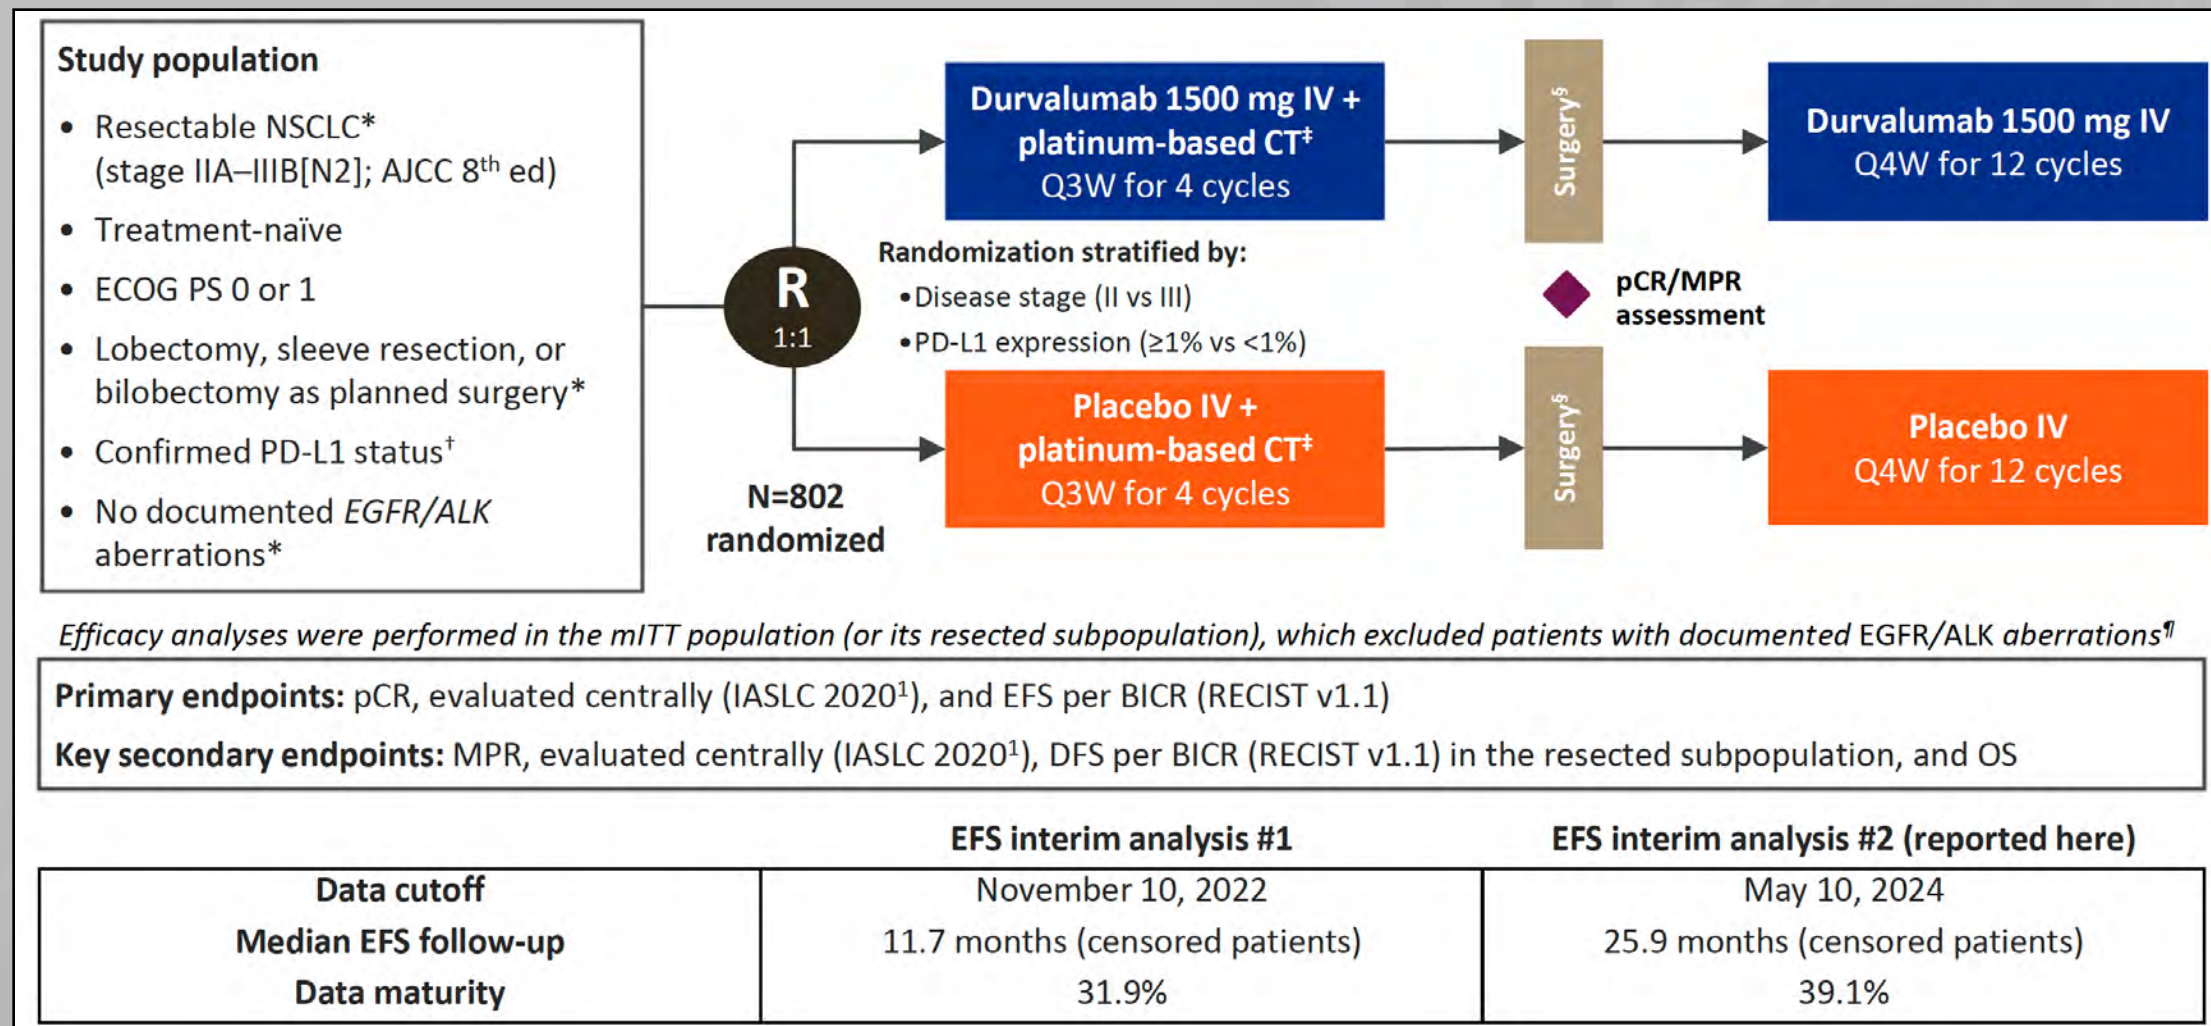 Study population
• Resectable NSCLC*
(stage IIA–IIIB[N2]; AJCC 8th ed)
• Treatment-naïve
• ECOG PS 0 or 1
• Lobectomy, sleeve resection, or
bilobectomy as planned surgery*
• Confirmed PD-L1 status†
• No documented EGFR/ALK
aberrations*
R
1:1
N=802
randomized
Durvalumab 1500 mg IV +
platinum-based CT‡
Q3W for 4 cycles
Randomization stratified by:
•Disease stage (II vs III)
•PD-L1 expression (≥1% vs <1%)
Placebo IV +
platinum-based CT‡
Q3W for 4 cycles
Surgery§
pCR/MPR
assessment
Surgery§
Durvalumab 1500 mg IV
Q4W for 12 cycles
Placebo IV
Q4W for 12 cycles
Efficacy analyses were performed in the mITT population (or its resected subpopulation), which excluded patients with documented EGFR/ALK aberrations¶
Primary endpoints: pCR, evaluated centrally (IASLC 2020¹), and EFS per BICR (RECIST v1.1)
Key secondary endpoints: MPR, evaluated centrally (IASLC 2020¹), DFS per BICR (RECIST v1.1) in the resected subpopulation, and OS
EFS interim analysis #1 EFS interim analysis #2 (reported here)
Data cutoff November 10, 2022 May 10, 2024
Median EFS follow-up 11.7 months (censored patients) 25.9 months (censored patients)
Data maturity 31.9% 39.1%